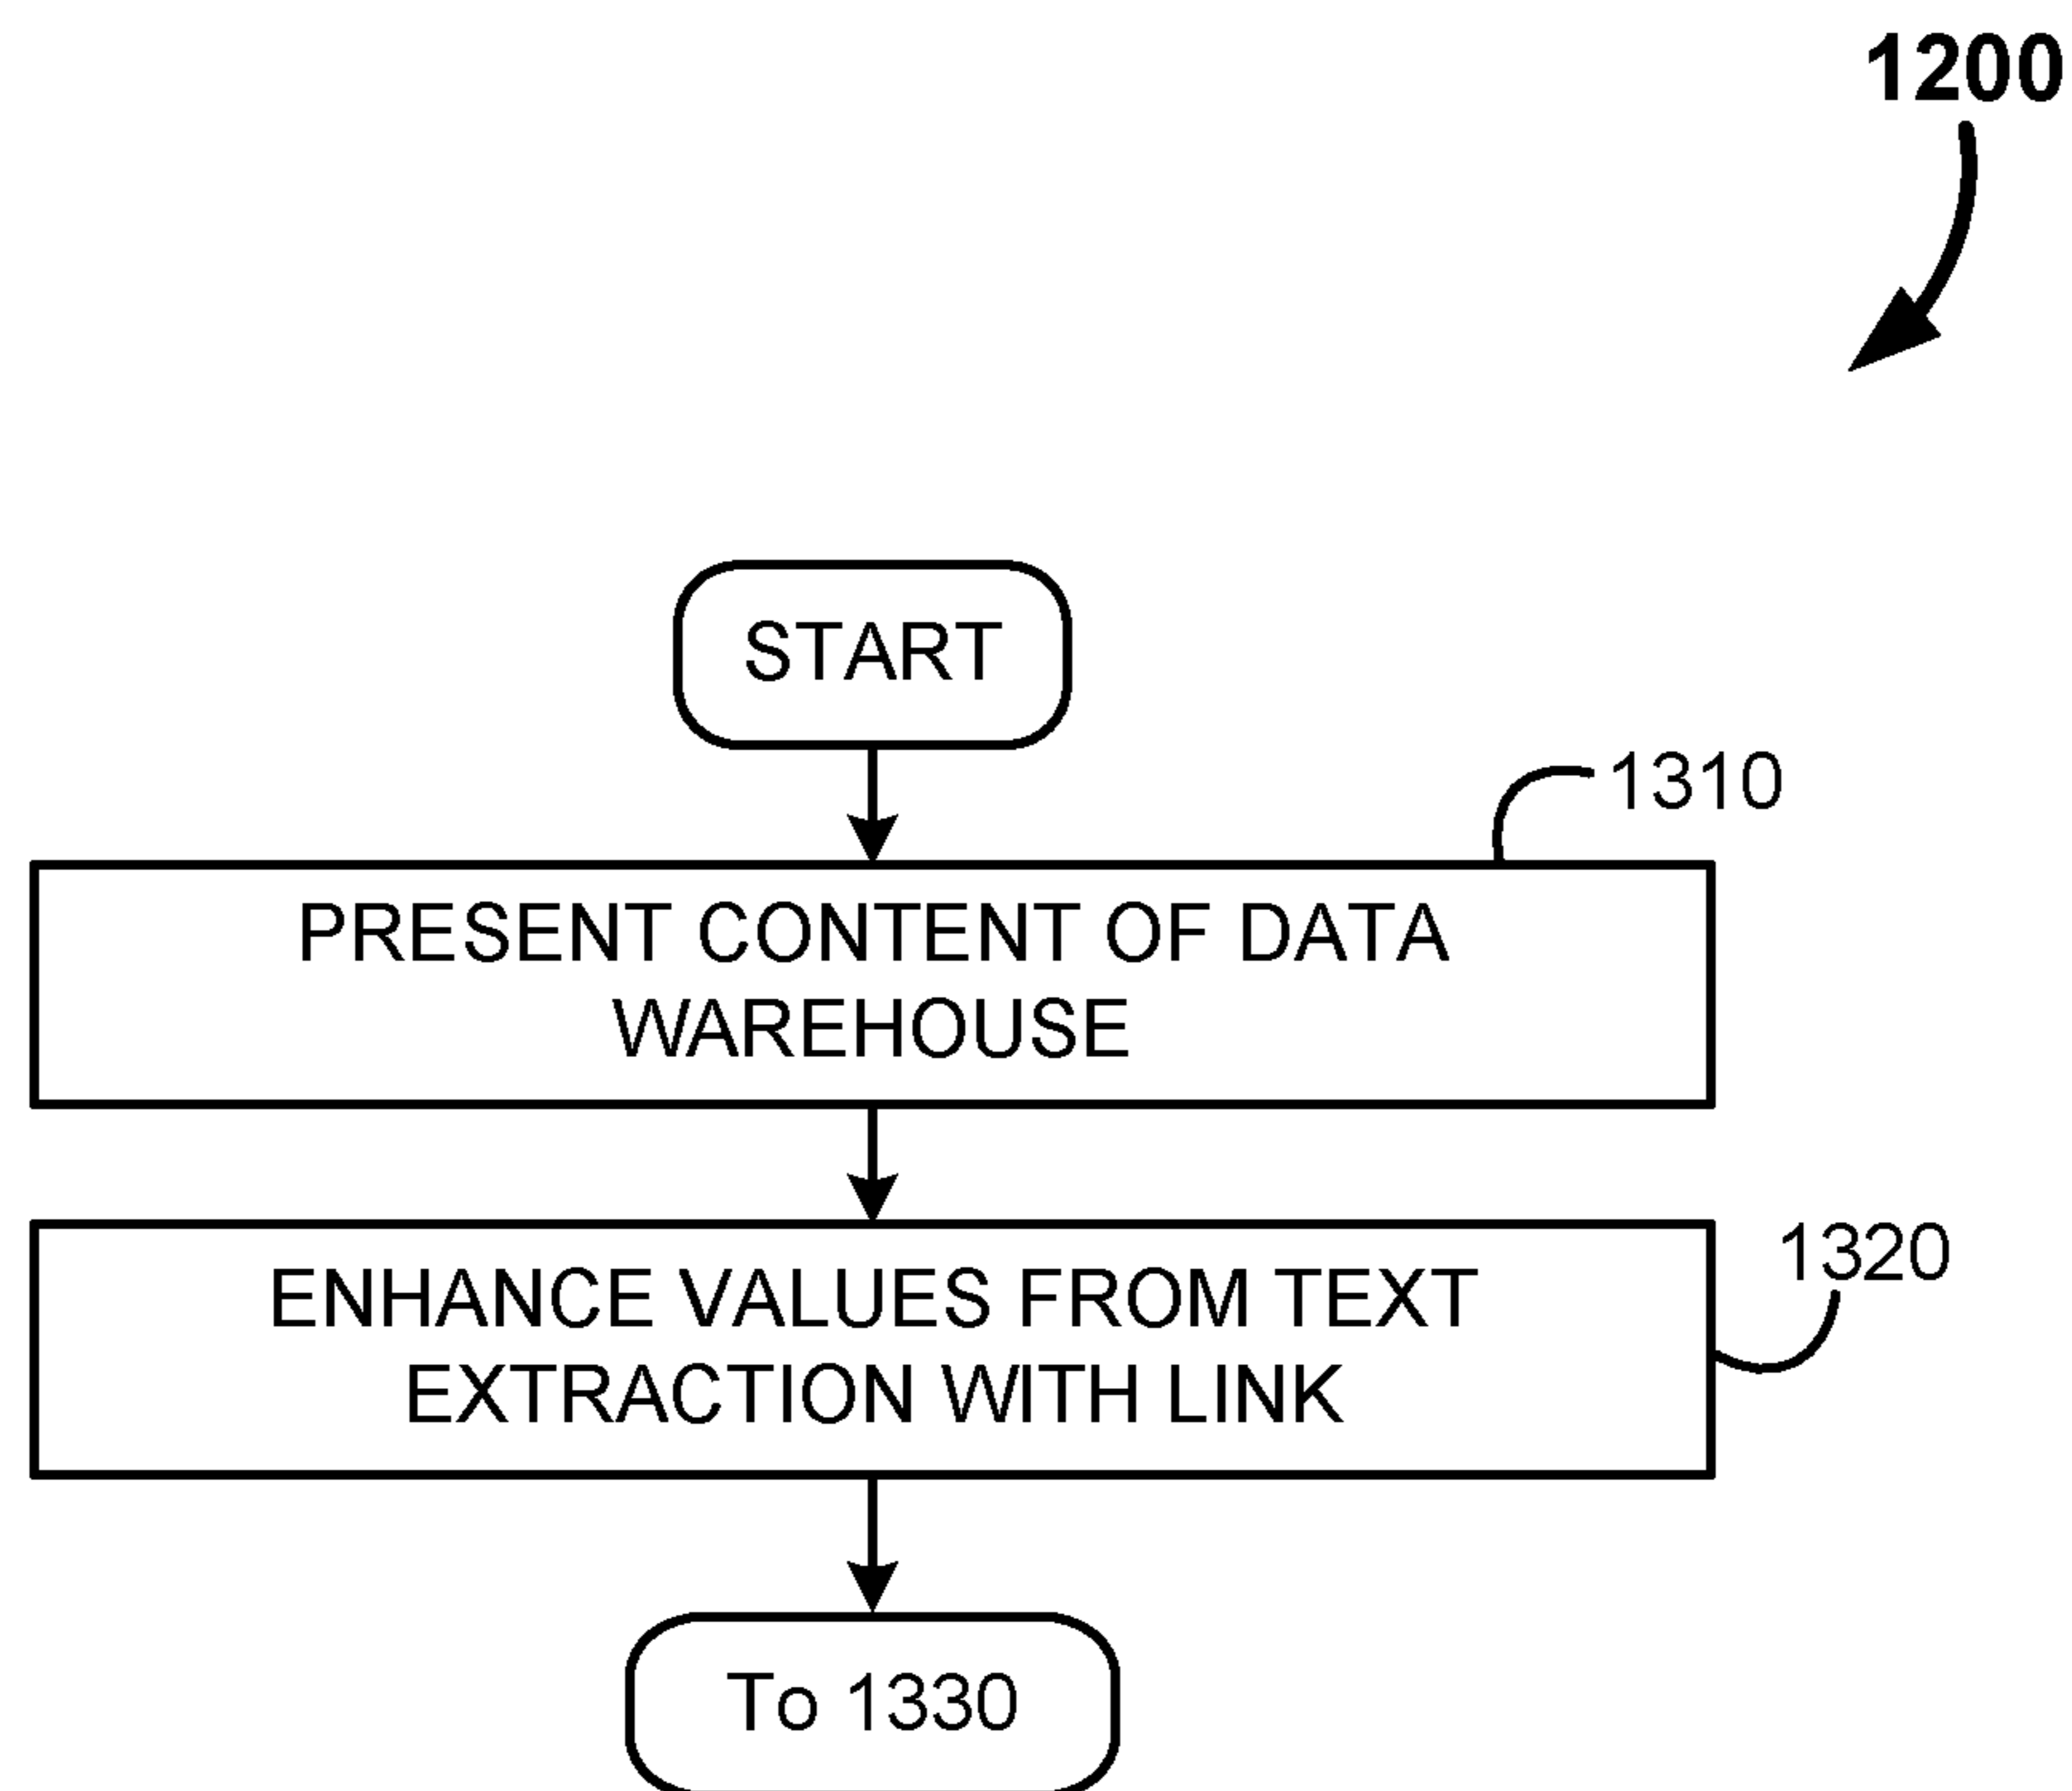 1200
START
1310
PRESENT CONTENT OF DATA
WAREHOUSE
1320
ENHANCE VALUES FROM TEXT
EXTRACTION WITH LINK
To 1330